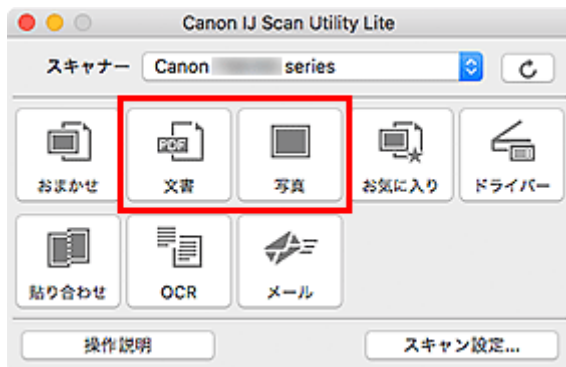 Canon IJ Scan Utility Lite
スキャナー Canon series
おまかせ PDF 文書 写真 お気に入り ドライバー
貼り合わせ OCR メール
操作説明 スキャン設定...